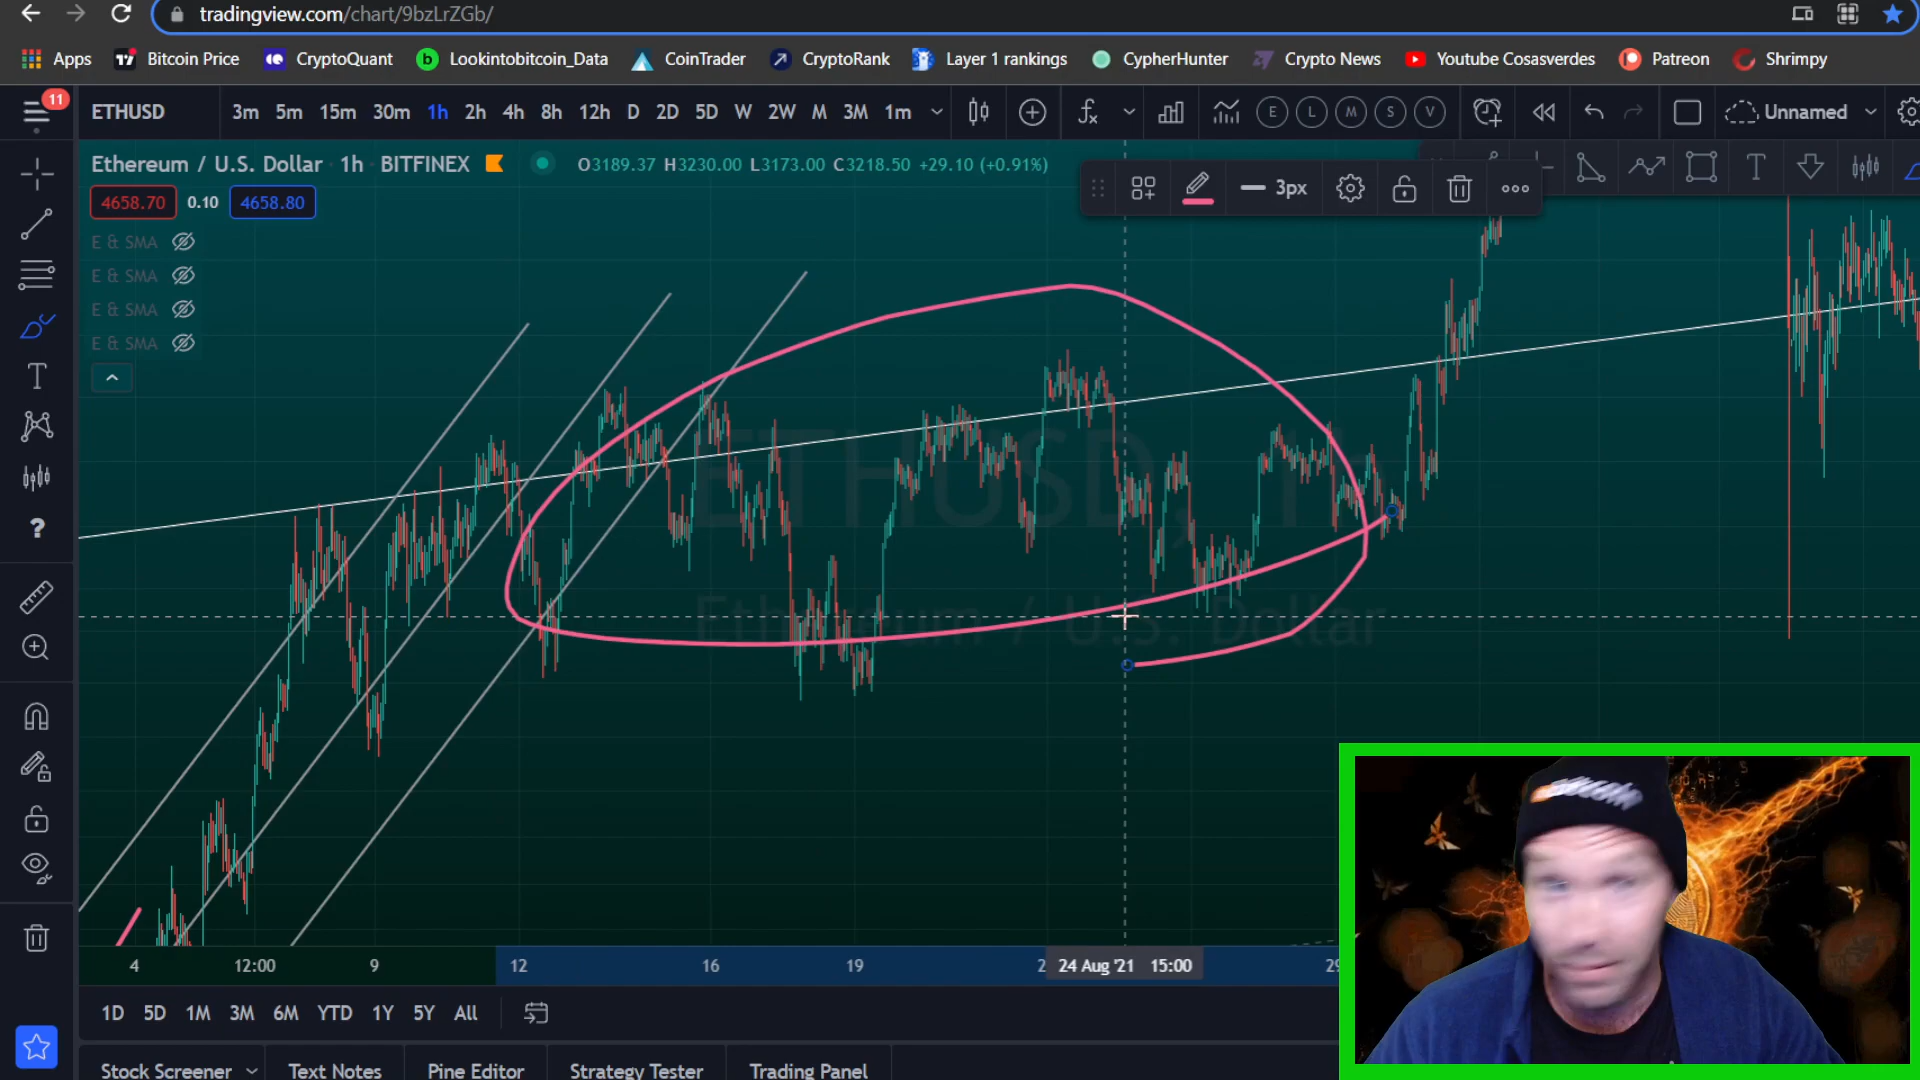 tradingview.com/chart/9bzLrZGb/
Apps Bitcoin Price CryptoQuant Lookintobitcoin_Data CoinTrader CryptoRank Layer 1 rankings CypherHunter Crypto News Youtube Cosasverdes Patreon Shrimpy
11 ETHUSD 3m 5m 15m 30m 1h 2h 4h 8h 12h D 2D 5D W 2W M 3M 1m E L M S V Unnamed
Ethereum / U.S. Dollar · 1h · BITFINEX O3189.37 H3230.00 L3173.00 C3218.50 +29.10 (+0.91%)
3px
4658.70 0.10 4658.80
E & SMA
E & SMA
E & SMA
E & SMA
ETHUSD, 1
Ethereum / U.S. Dollar
4 12:00 9 12 16 19 2 24 Aug '21 15:00 29
1D 5D 1M 3M 6M YTD 1Y 5Y All
Stock Screener Text Notes Pine Editor Strategy Tester Trading Panel